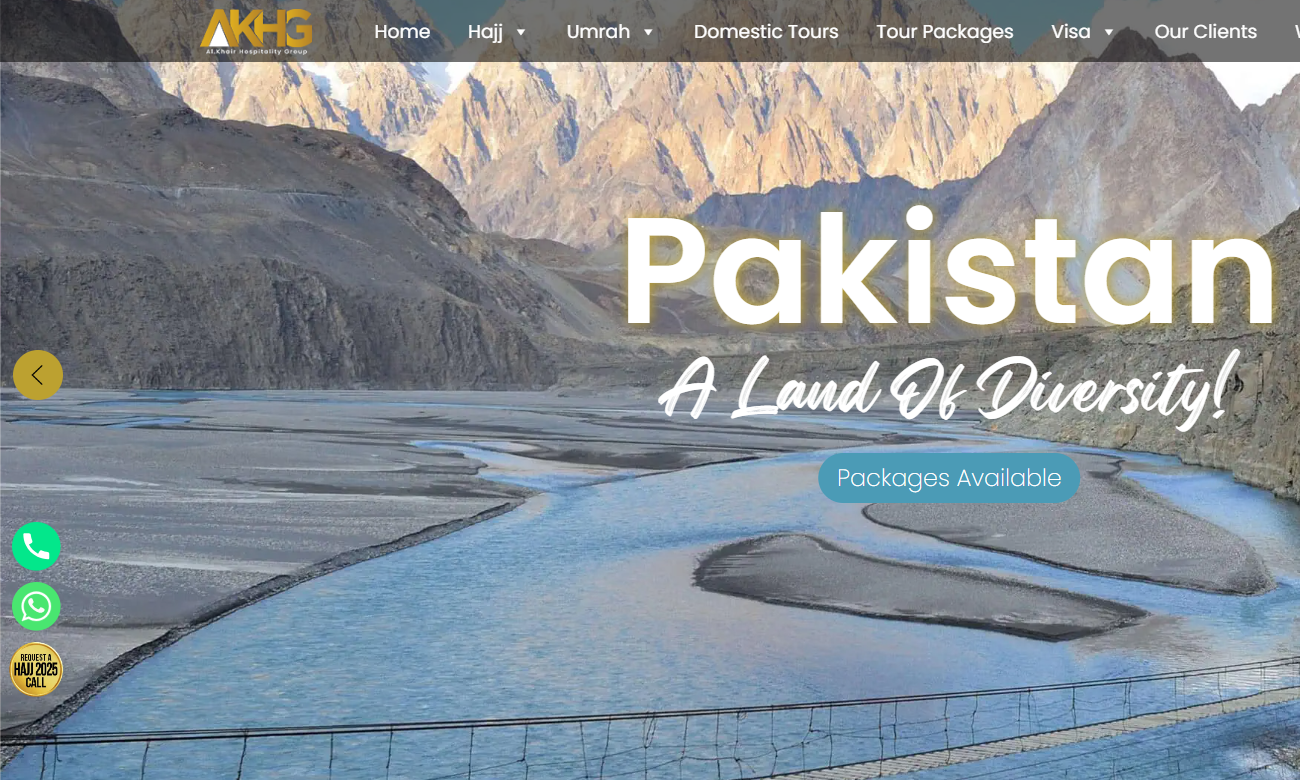 AKHG
Al.Khair Hospitality Group
Home Hajj Umrah Domestic Tours Tour Packages Visa Our Clients
Pakistan
A Land Of Diversity!
Packages Available
REQUEST A
HAJJ 2025
CALL